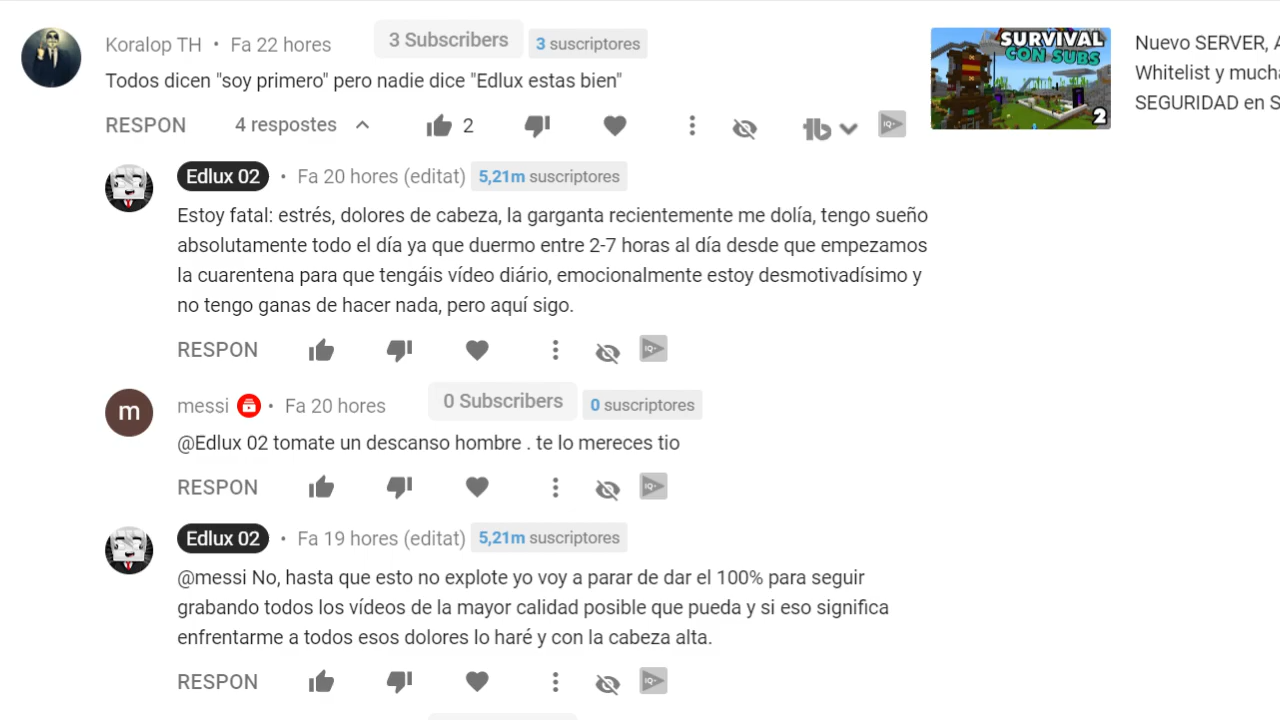 Koralop TH • Fa 22 hores 3 Subscribers 3 suscriptores
Todos dicen "soy primero" pero nadie dice "Edlux estas bien"
RESPON 4 respostes 2
SURVIVAL
CON SUBS
2
Nuevo SERVER, A
Whitelist y mucha
SEGURIDAD en S
Edlux 02 • Fa 20 hores (editat) 5,21m suscriptores
Estoy fatal: estrés, dolores de cabeza, la garganta recientemente me dolía, tengo sueño
absolutamente todo el día ya que duermo entre 2-7 horas al día desde que empezamos
la cuarentena para que tengáis vídeo diário, emocionalmente estoy desmotivadísimo y
no tengo ganas de hacer nada, pero aquí sigo.
RESPON IQ+
m
messi • Fa 20 hores 0 Subscribers 0 suscriptores
@Edlux 02 tomate un descanso hombre . te lo mereces tio
RESPON IQ+
Edlux 02 • Fa 19 hores (editat) 5,21m suscriptores
@messi No, hasta que esto no explote yo voy a parar de dar el 100% para seguir
grabando todos los vídeos de la mayor calidad posible que pueda y si eso significa
enfrentarme a todos esos dolores lo haré y con la cabeza alta.
RESPON IQ+